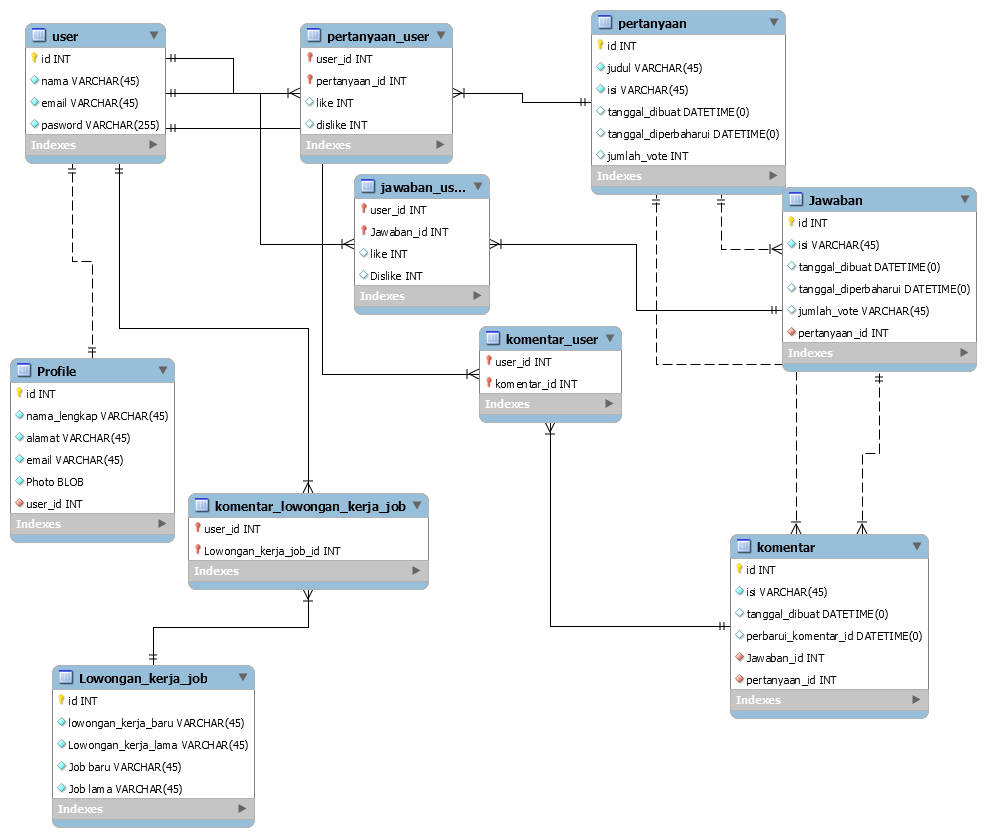 user
id INT
nama VARCHAR(45)
email VARCHAR(45)
pasword VARCHAR(255)
Indexes
pertanyaan_user
user_id INT
pertanyaan_id INT
like INT
dislike INT
Indexes
pertanyaan
id INT
judul VARCHAR(45)
isi VARCHAR(45)
tanggal_dibuat DATETIME(0)
tanggal_diperbaharui DATETIME(0)
jumlah_vote INT
Indexes
jawaban_us...
user_id INT
Jawaban_id INT
like INT
Dislike INT
Indexes
Jawaban
id INT
isi VARCHAR(45)
tanggal_dibuat DATETIME(0)
tanggal_diperbaharui DATETIME(0)
jumlah_vote VARCHAR(45)
pertanyaan_id INT
Indexes
komentar_user
user_id INT
komentar_id INT
Indexes
Profile
id INT
nama_lengkap VARCHAR(45)
alamat VARCHAR(45)
email VARCHAR(45)
Photo BLOB
user_id INT
Indexes
komentar_lowongan_kerja_job
user_id INT
Lowongan_kerja_job_id INT
Indexes
komentar
id INT
isi VARCHAR(45)
tanggal_dibuat DATETIME(0)
perbarui_komentar_id DATETIME(0)
Jawaban_id INT
pertanyaan_id INT
Indexes
Lowongan_kerja_job
id INT
lowongan_kerja_baru VARCHAR(45)
Lowongan_kerja_lama VARCHAR(45)
Job baru VARCHAR(45)
Job lama VARCHAR(45)
Indexes